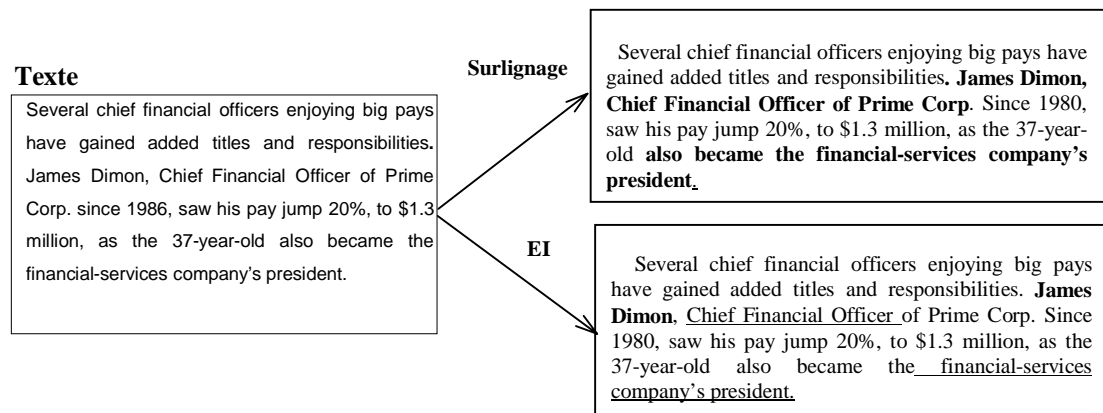 Texte
Several chief financial officers enjoying big pays
have gained added titles and responsibilities.
James Dimon, Chief Financial Officer of Prime
Corp. since 1986, saw his pay jump 20%, to $1.3
million, as the 37-year-old also became the
financial-services company's president.
Surlignage
Several chief financial officers enjoying big pays have
gained added titles and responsibilities. James Dimon,
Chief Financial Officer of Prime Corp. Since 1980,
saw his pay jump 20%, to $1.3 million, as the 37-year-
old also became the financial-services company's
president.
EI
Several chief financial officers enjoying big pays
have gained added titles and responsibilities. James
Dimon, Chief Financial Officer of Prime Corp. Since
1980, saw his pay jump 20%, to $1.3 million, as the
37-year-old also became the financial-services
company's president.